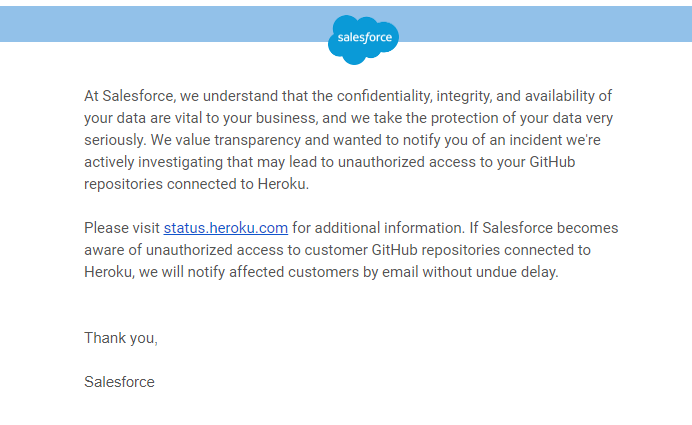 salesforce
At Salesforce, we understand that the confidentiality, integrity, and availability of
your data are vital to your business, and we take the protection of your data very
seriously. We value transparency and wanted to notify you of an incident we're
actively investigating that may lead to unauthorized access to your GitHub
repositories connected to Heroku.
Please visit status.heroku.com for additional information. If Salesforce becomes
aware of unauthorized access to customer GitHub repositories connected to
Heroku, we will notify affected customers by email without undue delay.
Thank you,
Salesforce